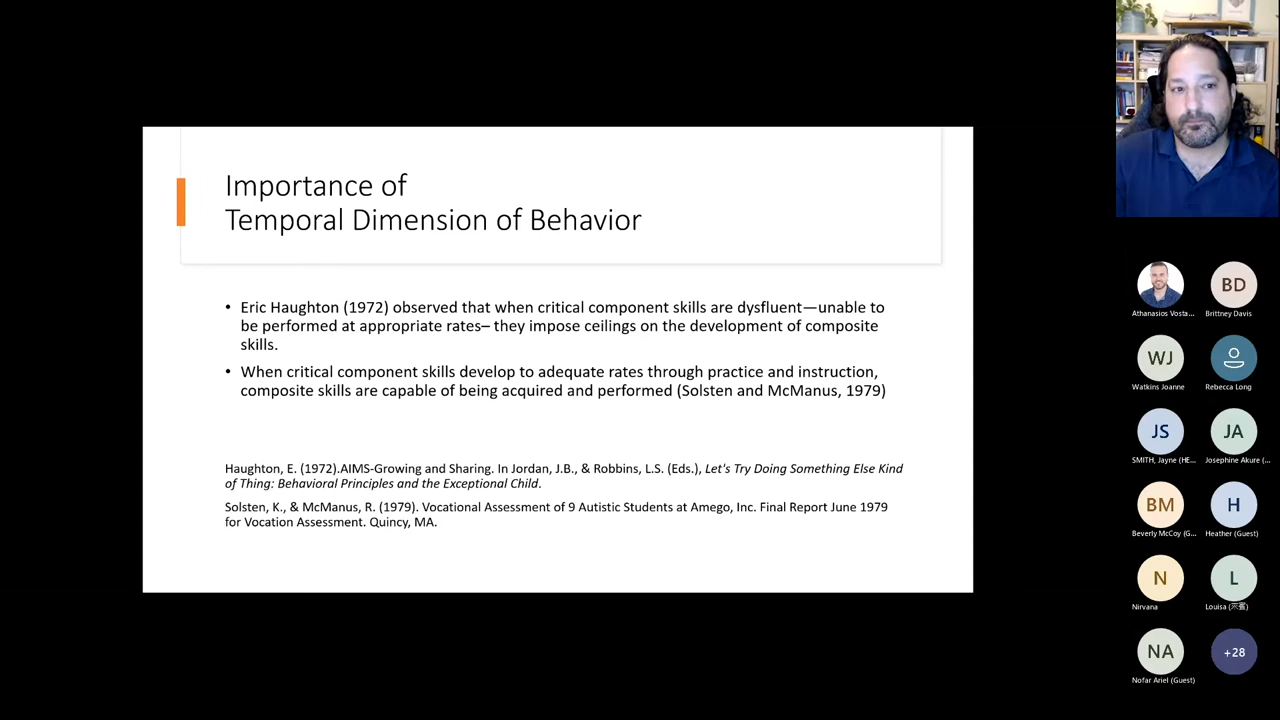 Importance of
Temporal Dimension of Behavior
• Eric Haughton (1972) observed that when critical component skills are dysfluent—unable to
be performed at appropriate rates– they impose ceilings on the development of composite
skills.
• When critical component skills develop to adequate rates through practice and instruction,
composite skills are capable of being acquired and performed (Solsten and McManus, 1979)
Haughton, E. (1972).AIMS-Growing and Sharing. In Jordan, J.B., & Robbins, L.S. (Eds.), Let's Try Doing Something Else Kind
of Thing: Behavioral Principles and the Exceptional Child.
Solsten, K., & McManus, R. (1979). Vocational Assessment of 9 Autistic Students at Amego, Inc. Final Report June 1979
for Vocation Assessment. Quincy, MA.
BD
Athanasios Vosta...
Brittney Davis
WJ
Watkins Joanne
Rebecca Long
JS
JA
SMITH, Jayne (HE...
Josephine Akure (...
BM
H
Beverly McCoy (G...
Heather (Guest)
N
L
Nirvana
Louisa (來賓)
NA
+28
Nofar Ariel (Guest)